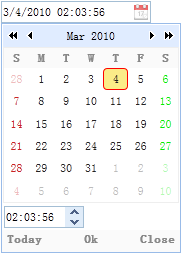 3/4/2010 02:03:56
Mar 2010
S M T W T F S
28 1 2 3 4 5 6
7 8 9 10 11 12 13
14 15 16 17 18 19 20
21 22 23 24 25 26 27
28 29 30 31 1 2 3
4 5 6 7 8 9 10
02:03:56
Today Ok Close